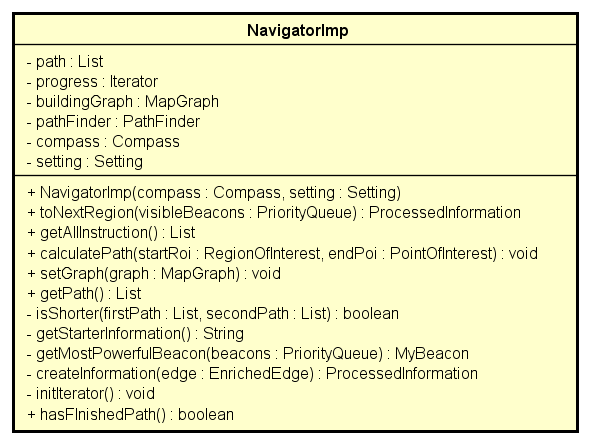 NavigatorImp
- path : List
- progress : Iterator
- buildingGraph : MapGraph
- pathFinder : PathFinder
- compass : Compass
- setting : Setting
+ NavigatorImp(compass : Compass, setting : Setting)
+ toNextRegion(visibleBeacons : PriorityQueue) : ProcessedInformation
+ getAllInstruction() : List
+ calculatePath(startRoi : RegionOfInterest, endPoi : PointOfInterest) : void
+ setGraph(graph : MapGraph) : void
+ getPath() : List
- isShorter(firstPath : List, secondPath : List) : boolean
- getStarterInformation() : String
- getMostPowerfulBeacon(beacons : PriorityQueue) : MyBeacon
- createInformation(edge : EnrichedEdge) : ProcessedInformation
- initIterator() : void
+ hasFInishedPath() : boolean